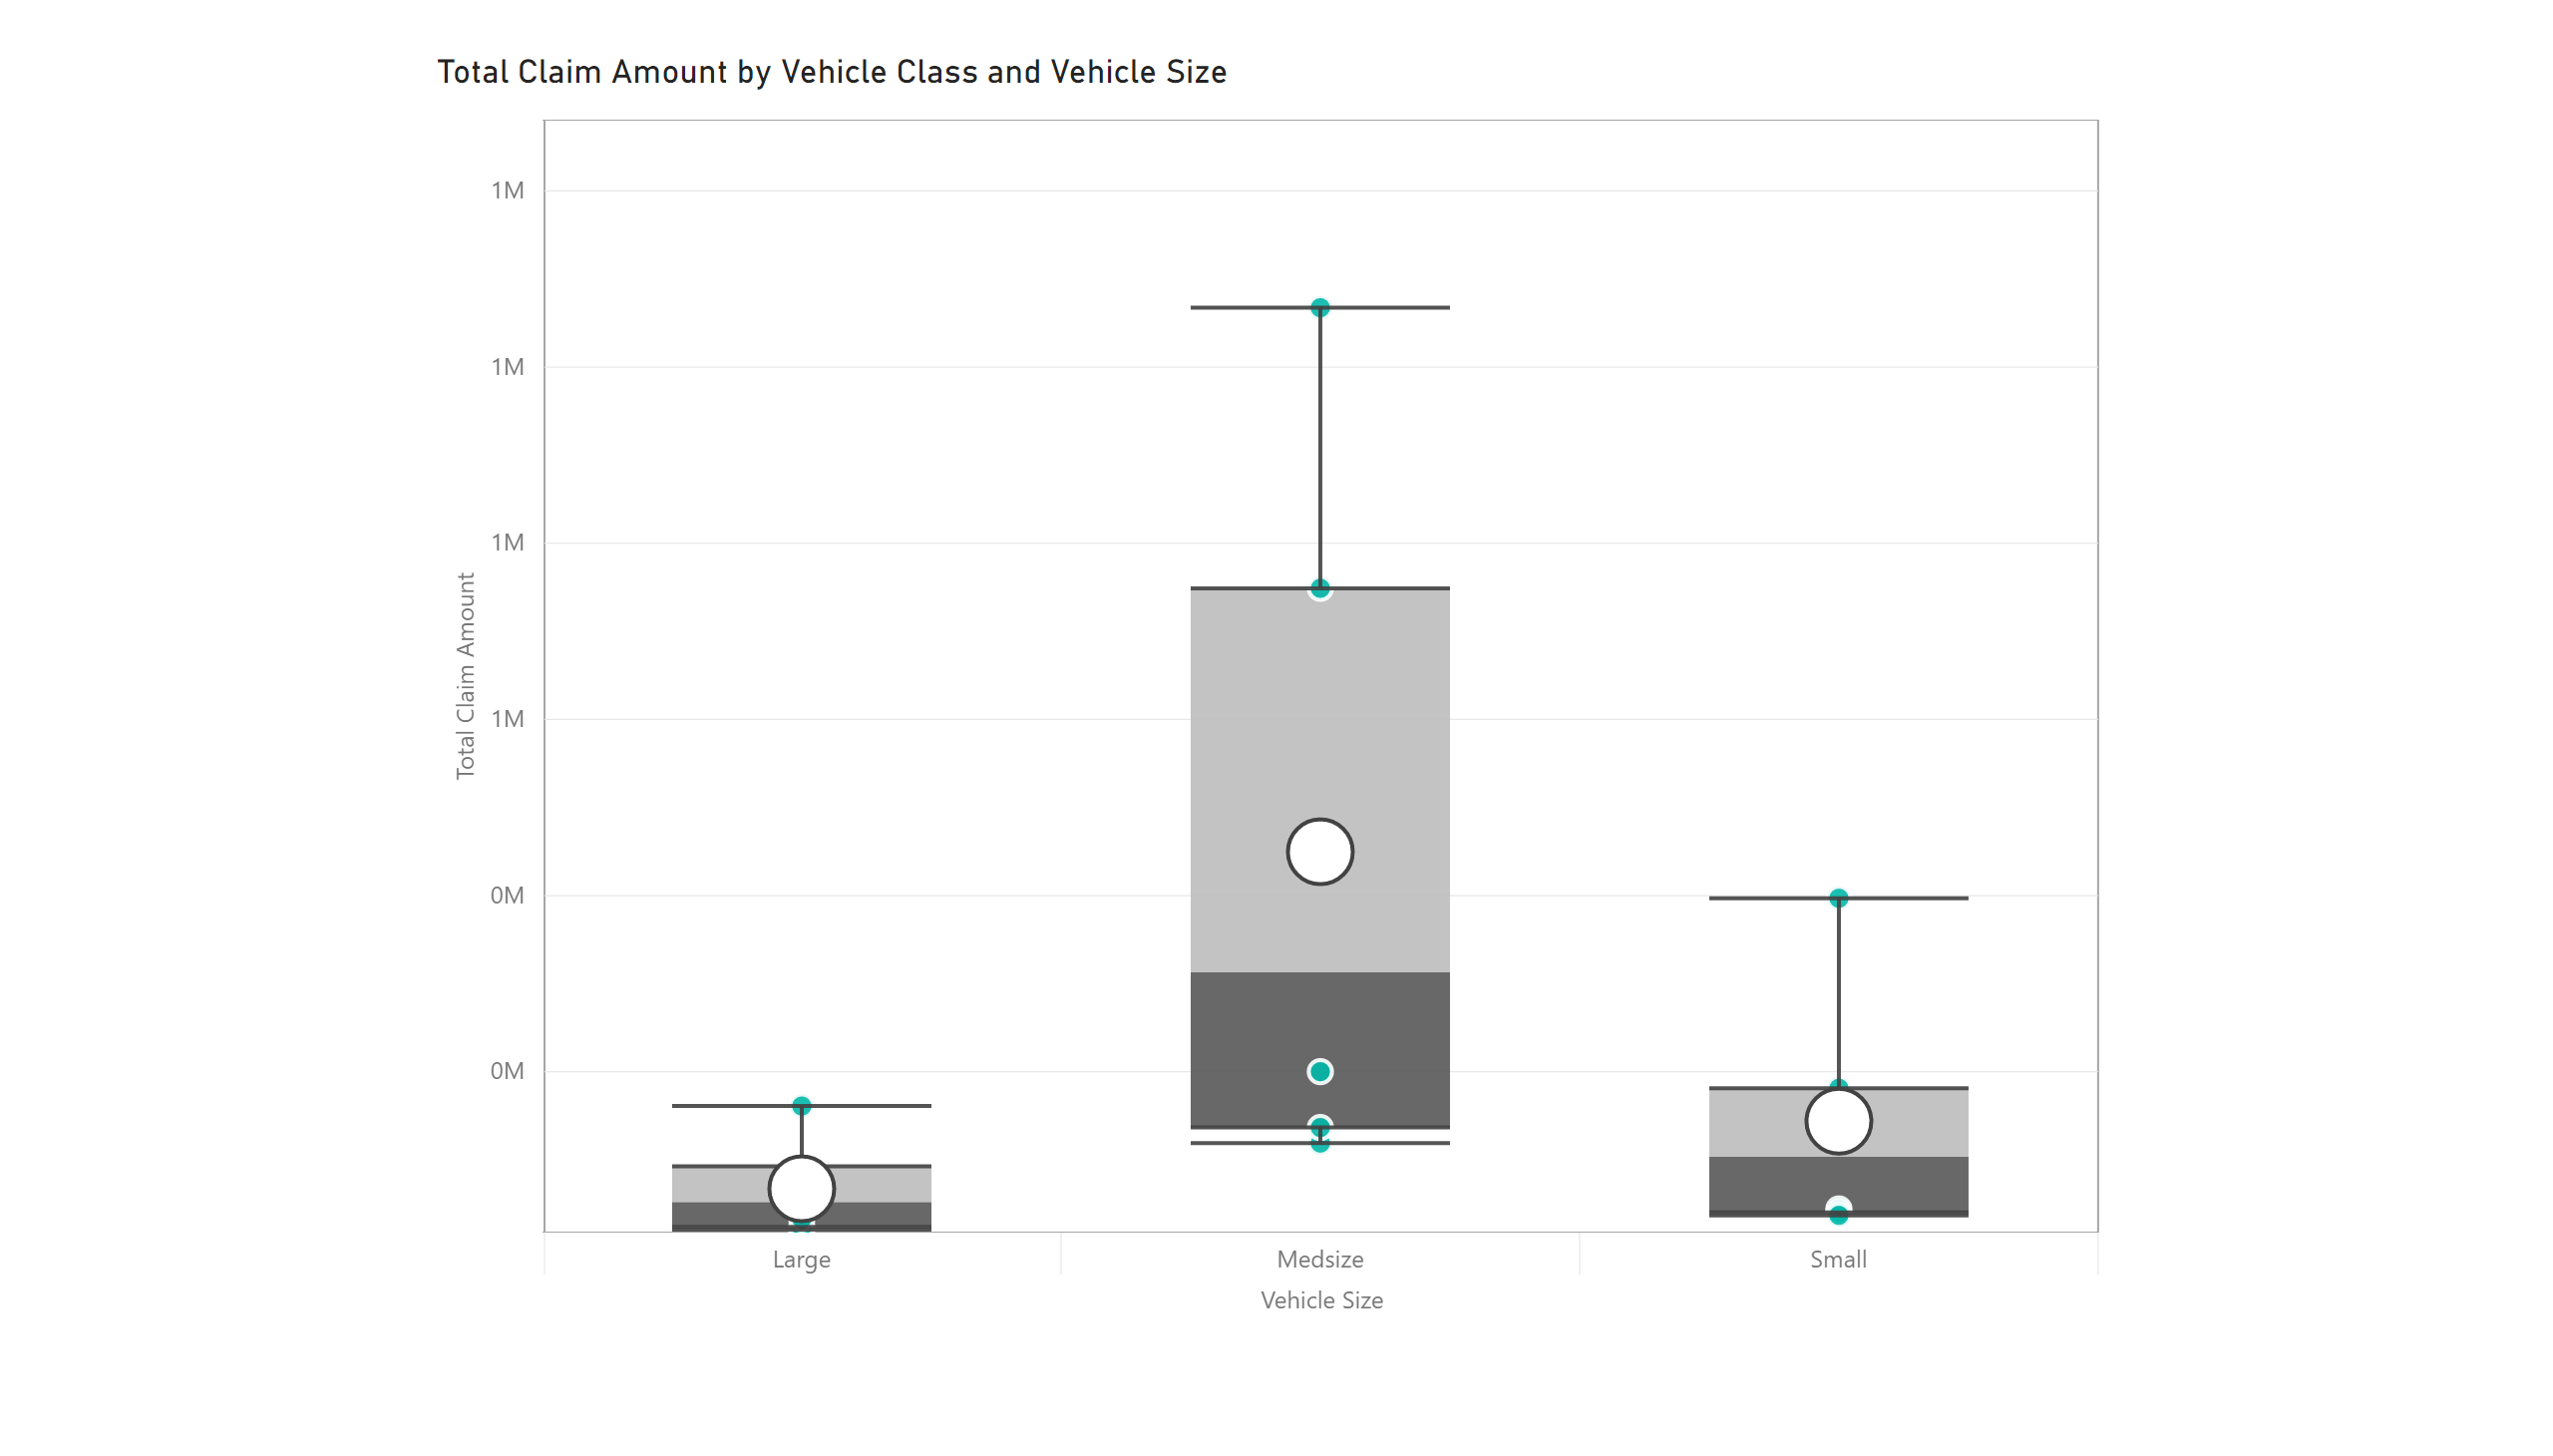 Total Claim Amount by Vehicle Class and Vehicle Size
1M
1M
1M
1M
0M
0M
Total Claim Amount
Large
Medsize
Small
Vehicle Size